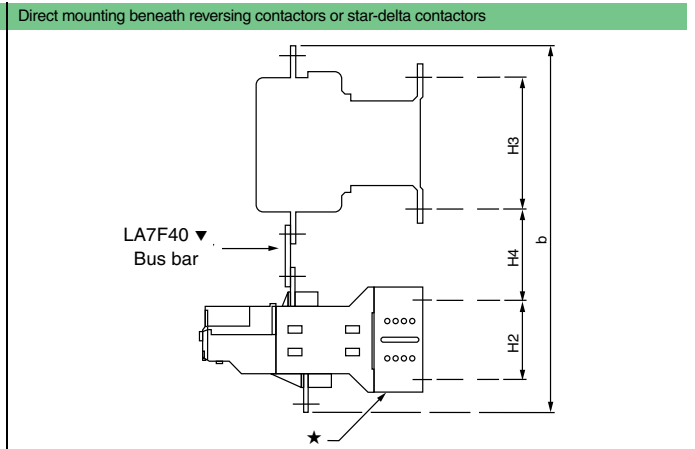 Direct mounting beneath reversing contactors or star-delta contactors
H3
LA7F40 ▼
Bus bar
H4
b
H2
★